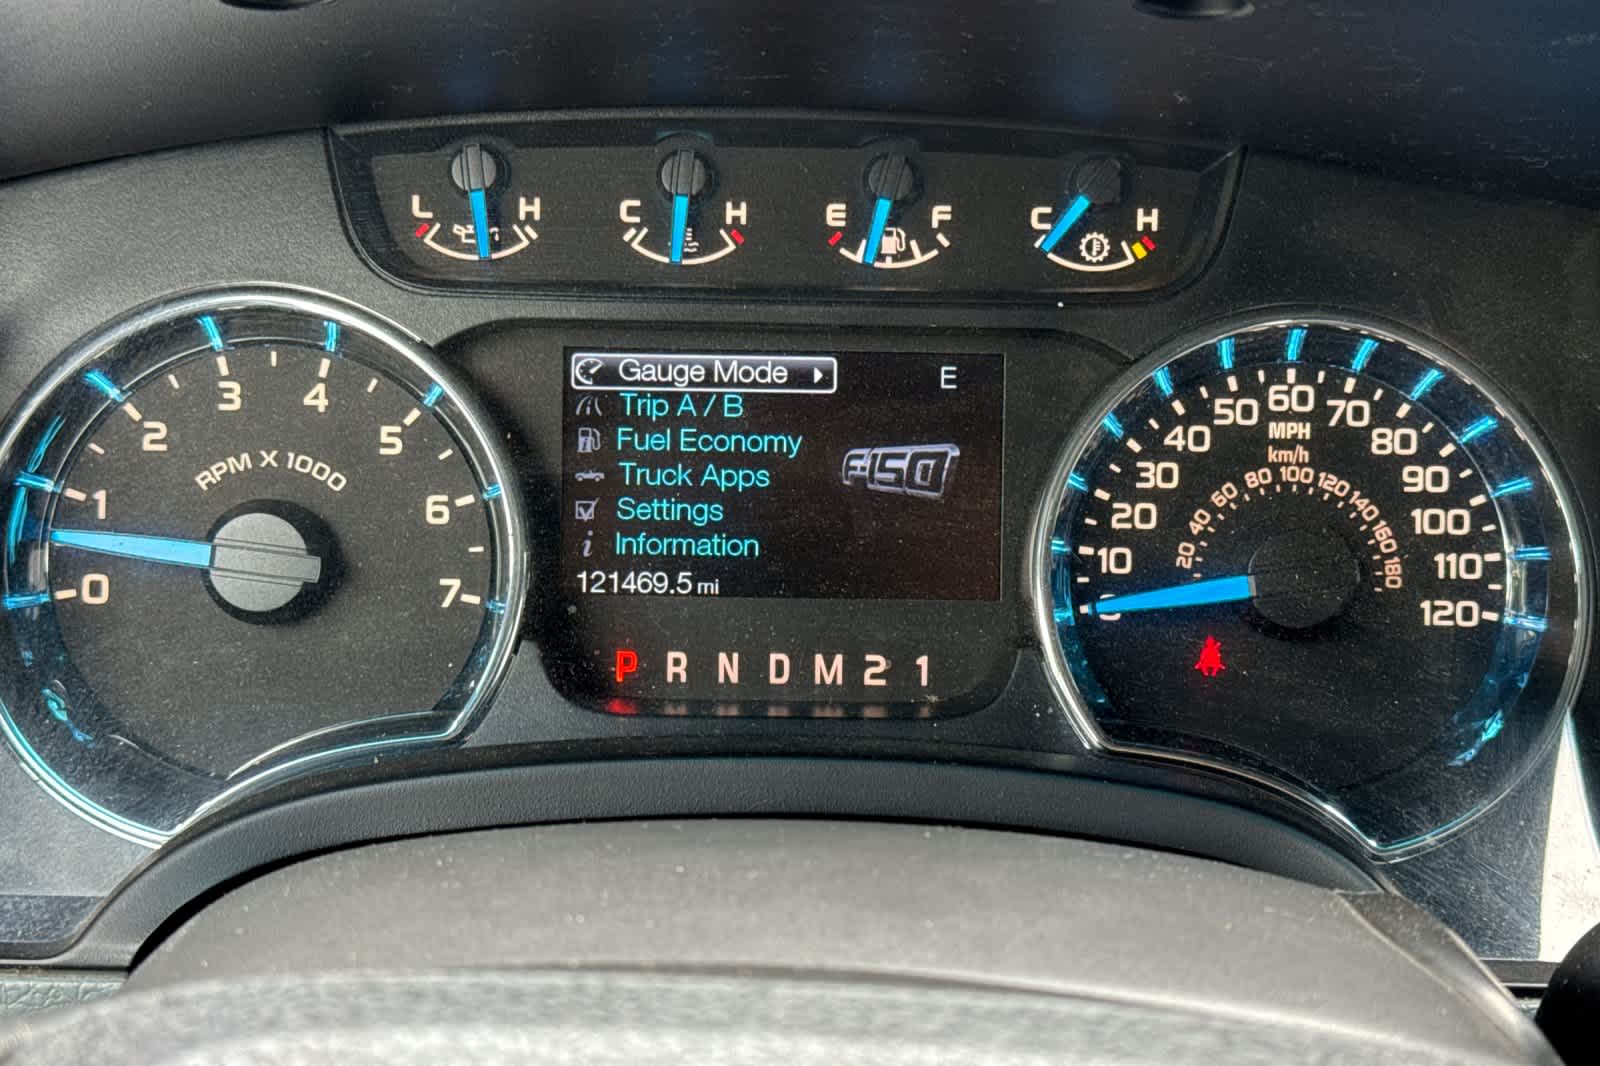 L H
C H
E F
C H
F
Gauge Mode
E
Trip A / B
Fuel Economy
Truck Apps
Settings
Information
121469.5 mi
F-150
P R N D M 2 1
0 1 2 3 4 5 6 7
RPM X 1000
0 10 20 30 40 50 60 70 80 90 100 110 120
MPH
km/h
20 40 60 80 100 120 140 160 180